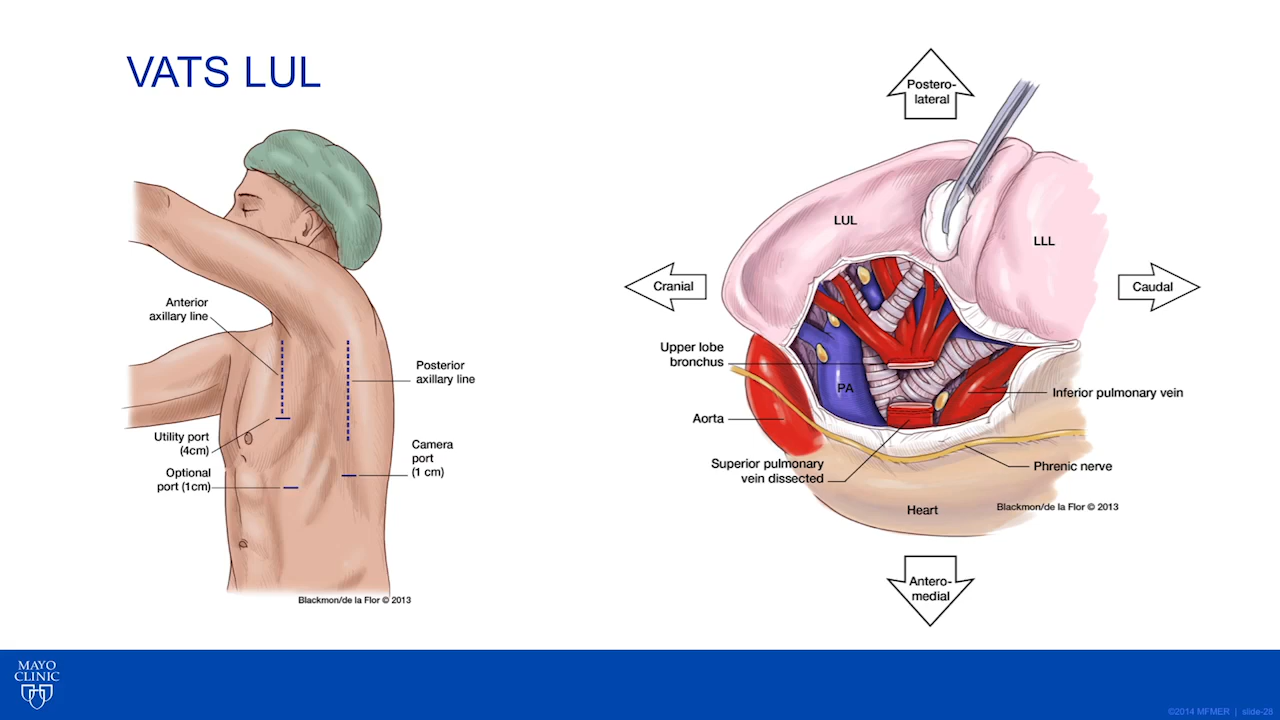 VATS LUL
Anterior
axillary line
Posterior
axillary line
Utility port
(4cm)
Camera
port
(1 cm)
Optional
port (1cm)
Blackmon/de la Flor © 2013
Postero-
lateral
LUL
LLL
Cranial
Caudal
Upper lobe
bronchus
PA
Inferior pulmonary vein
Aorta
Superior pulmonary
vein dissected
Phrenic nerve
Heart
Blackmon/de la Flor © 2013
Antero-
medial
MAYO
CLINIC
©2014 MFMER | slide-28